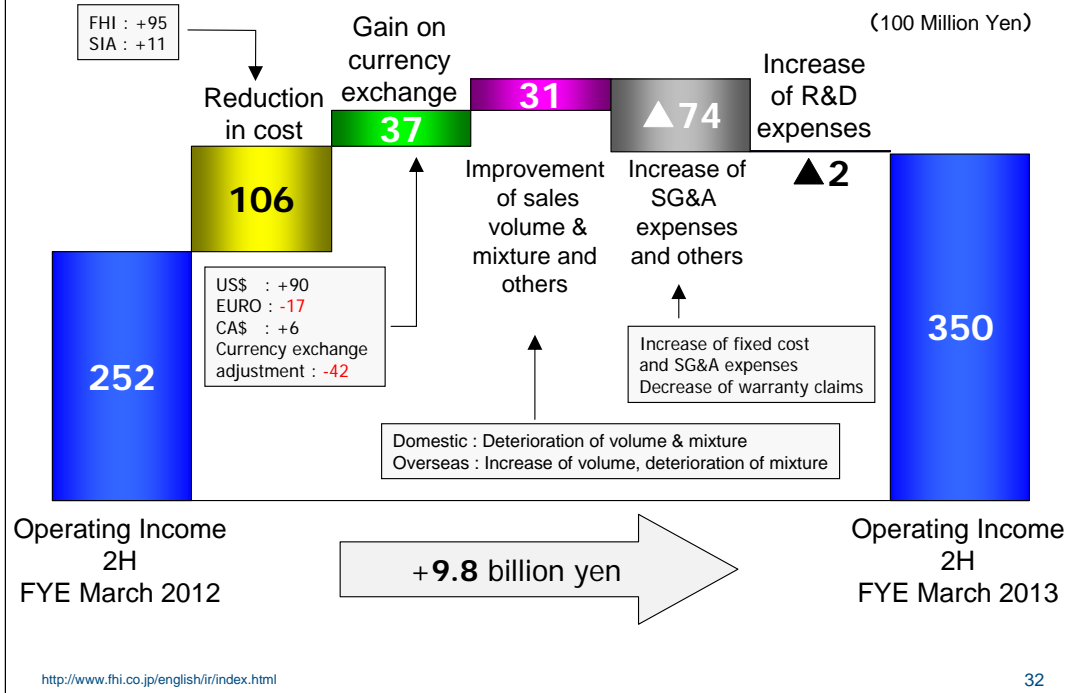 FHI : +95
SIA : +11
(100 Million Yen)
Reduction
in cost
Gain on
currency
exchange
37
31
▲74
Increase
of R&D
expenses
▲2
106
Improvement
of sales
volume &
mixture and
others
Increase of
SG&A
expenses
and others
US$ : +90
EURO : -17
CA$ : +6
Currency exchange
adjustment : -42
Increase of fixed cost
and SG&A expenses
Decrease of warranty claims
252
350
Domestic : Deterioration of volume & mixture
Overseas : Increase of volume, deterioration of mixture
Operating Income
2H
FYE March 2012
+9.8 billion yen
Operating Income
2H
FYE March 2013
http://www.fhi.co.jp/english/ir/index.html
32